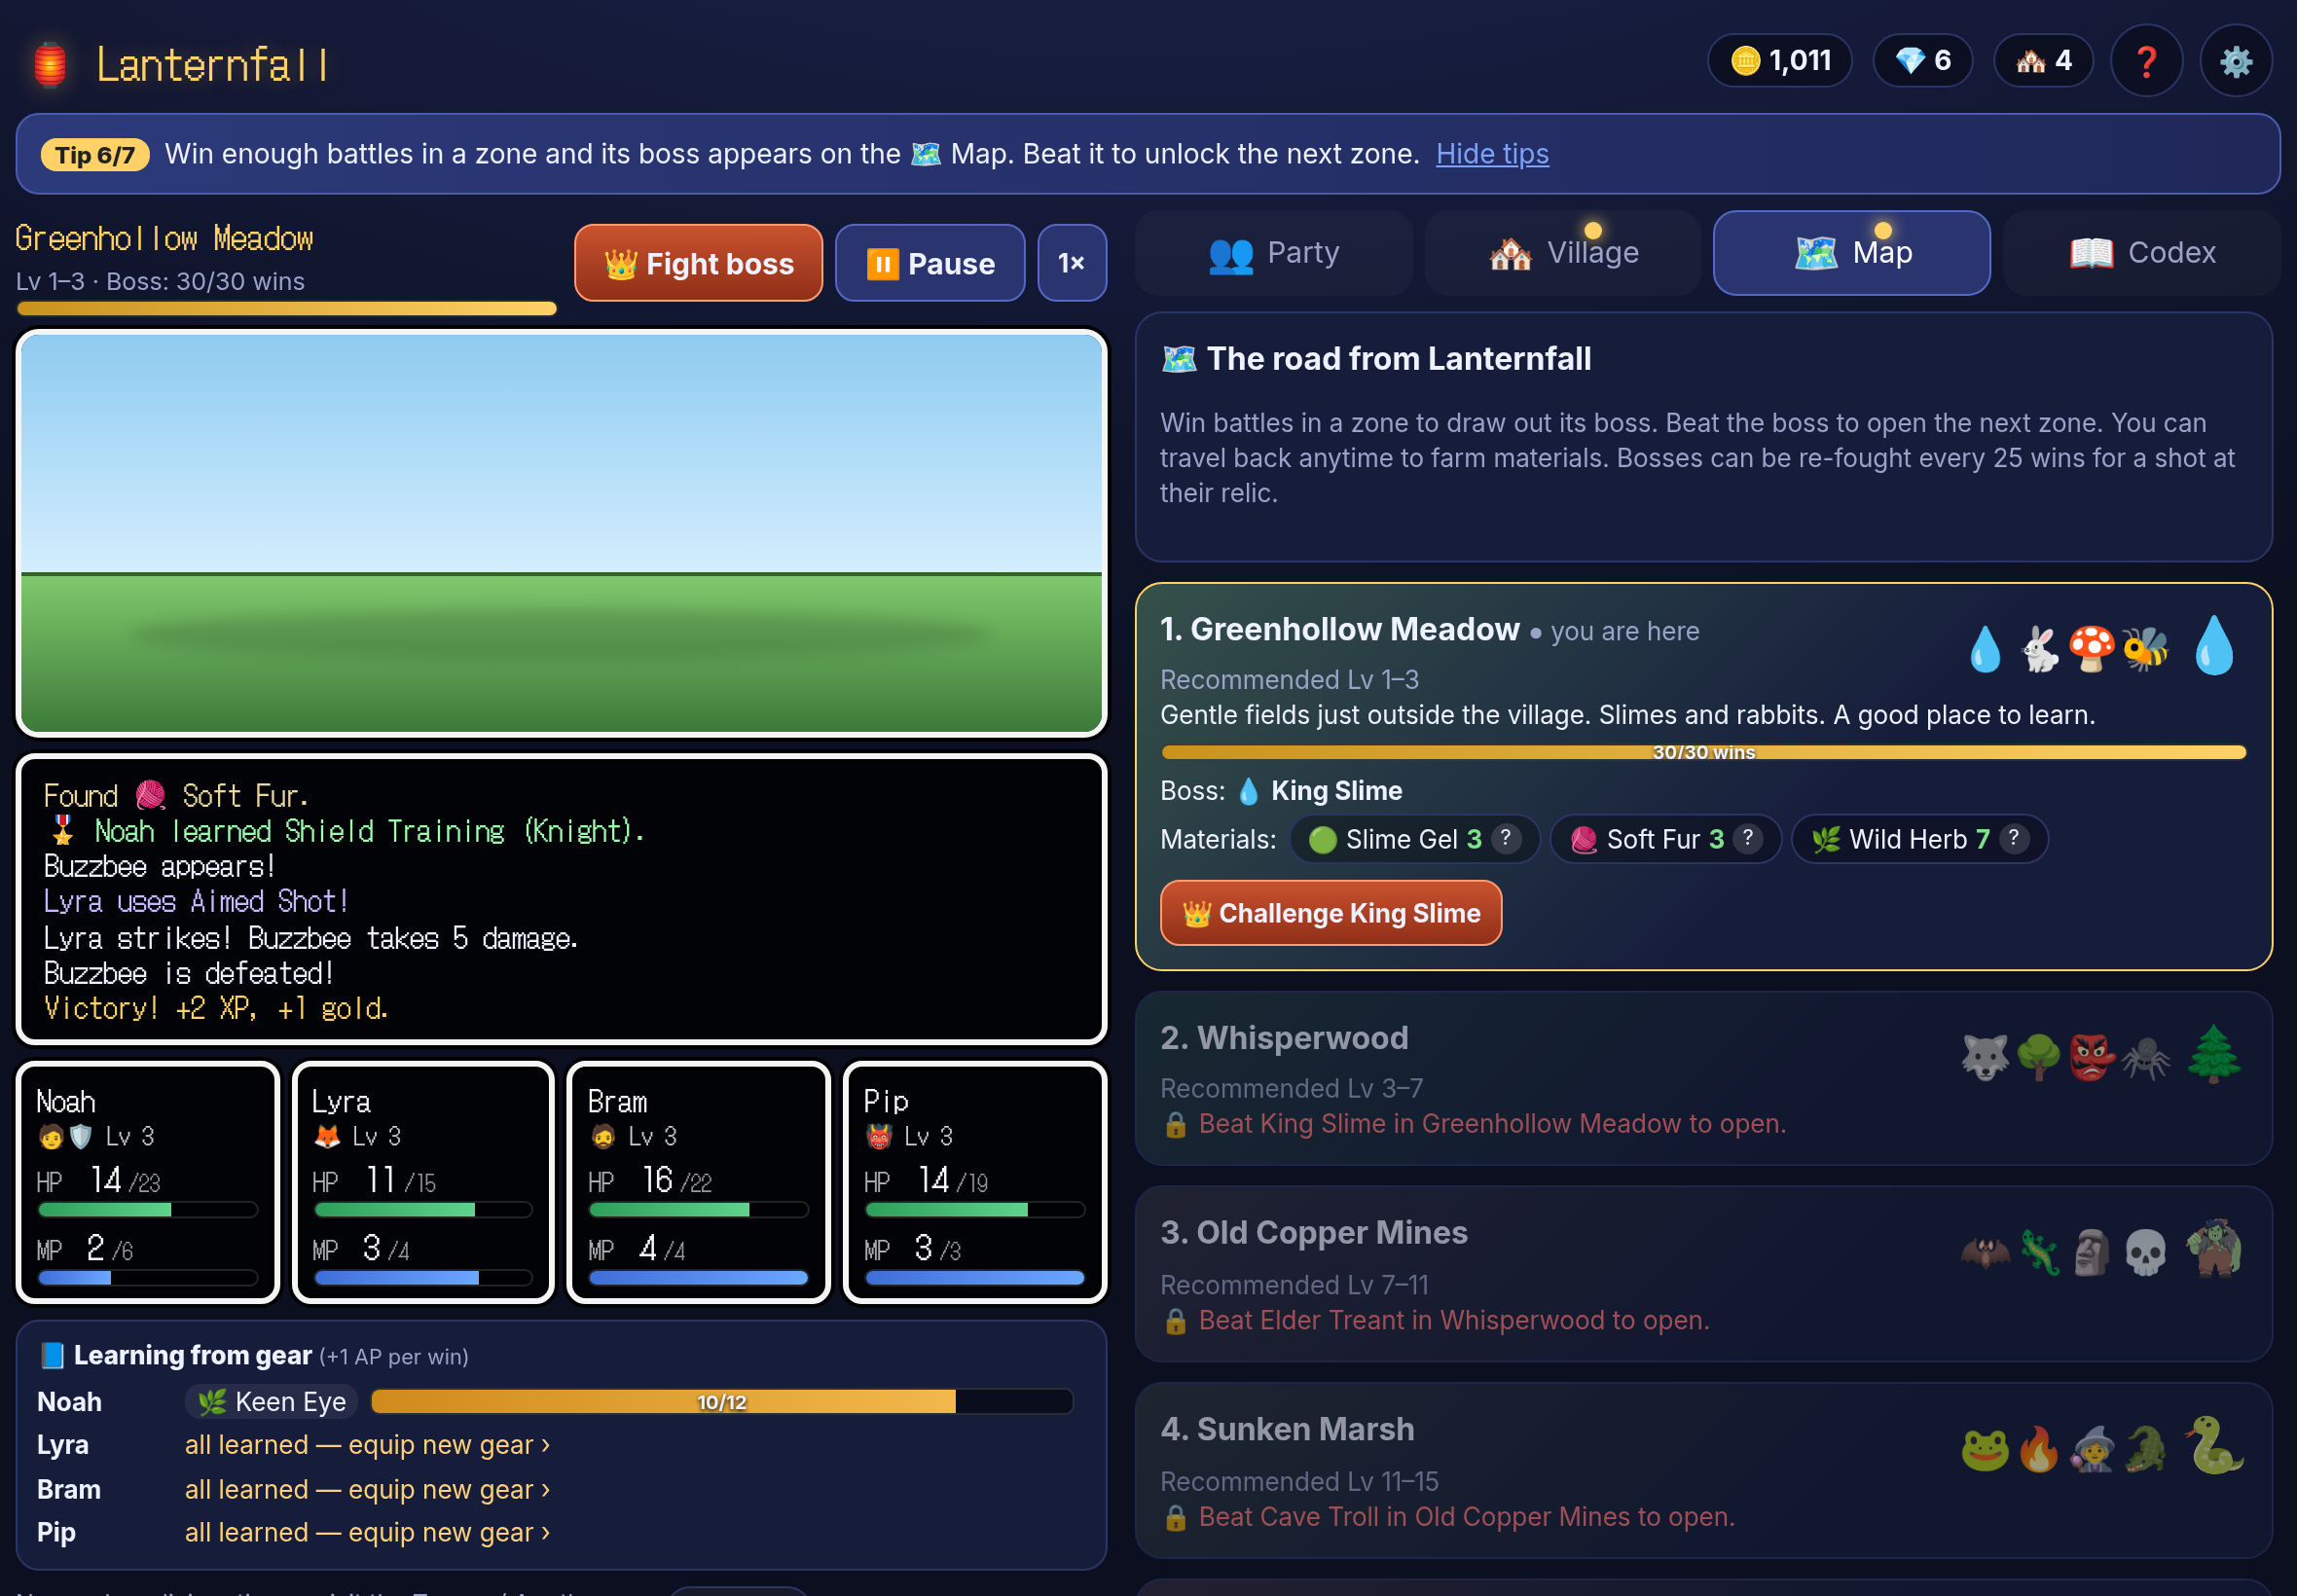 Lanternfall
1,011
6
4
Tip 6/7 Win enough battles in a zone and its boss appears on the Map. Beat it to unlock the next zone. Hide tips
Greenhollow Meadow
Lv 1–3 · Boss: 30/30 wins
Fight boss
Pause
1×
Found Soft Fur.
Noah learned Shield Training (Knight).
Buzzbee appears!
Lyra uses Aimed Shot!
Lyra strikes! Buzzbee takes 5 damage.
Buzzbee is defeated!
Victory! +2 XP, +1 gold.
Noah
Lv 3
HP 14 /23
MP 2 /6
Lyra
Lv 3
HP 11 /15
MP 3 /4
Bram
Lv 3
HP 16 /22
MP 4 /4
Pip
Lv 3
HP 14 /19
MP 3 /3
Learning from gear (+1 AP per win)
Noah Keen Eye 10/12
Lyra all learned — equip new gear ›
Bram all learned — equip new gear ›
Pip all learned — equip new gear ›
Party
Village
Map
Codex
The road from Lanternfall
Win battles in a zone to draw out its boss. Beat the boss to open the next zone. You can
travel back anytime to farm materials. Bosses can be re-fought every 25 wins for a shot at
their relic.
1. Greenhollow Meadow • you are here
Recommended Lv 1–3
Gentle fields just outside the village. Slimes and rabbits. A good place to learn.
30/30 wins
Boss: King Slime
Materials: Slime Gel 3 ? Soft Fur 3 ? Wild Herb 7 ?
Challenge King Slime
2. Whisperwood
Recommended Lv 3–7
Beat King Slime in Greenhollow Meadow to open.
3. Old Copper Mines
Recommended Lv 7–11
Beat Elder Treant in Whisperwood to open.
4. Sunken Marsh
Recommended Lv 11–15
Beat Cave Troll in Old Copper Mines to open.